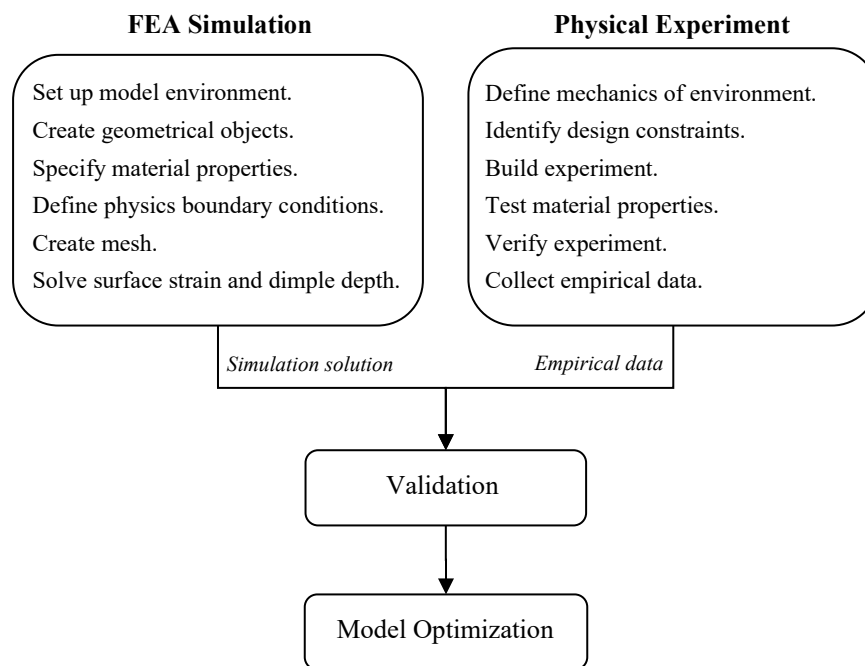 FEA Simulation
Set up model environment.
Create geometrical objects.
Specify material properties.
Define physics boundary conditions.
Create mesh.
Solve surface strain and dimple depth.
Physical Experiment
Define mechanics of environment.
Identify design constraints.
Build experiment.
Test material properties.
Verify experiment.
Collect empirical data.
Simulation solution
Empirical data
Validation
Model Optimization